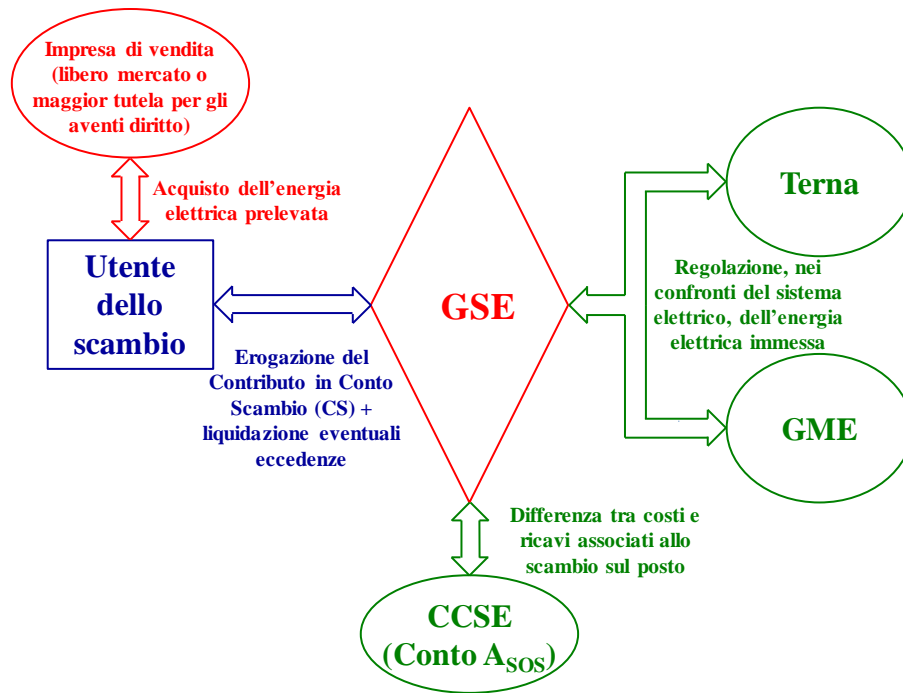 Impresa di vendita
(libero mercato o
maggior tutela per gli
aventi diritto)
Acquisto dell'energia
elettrica prelevata
Utente
dello
scambio
Erogazione del
Contributo in Conto
Scambio (CS) +
liquidazione eventuali
eccedenze
GSE
Terna
Regolazione, nei
confronti del sistema
elettrico, dell'energia
elettrica immessa
GME
Differenza tra costi e
ricavi associati allo
scambio sul posto
CCSE
(Conto ASOS)